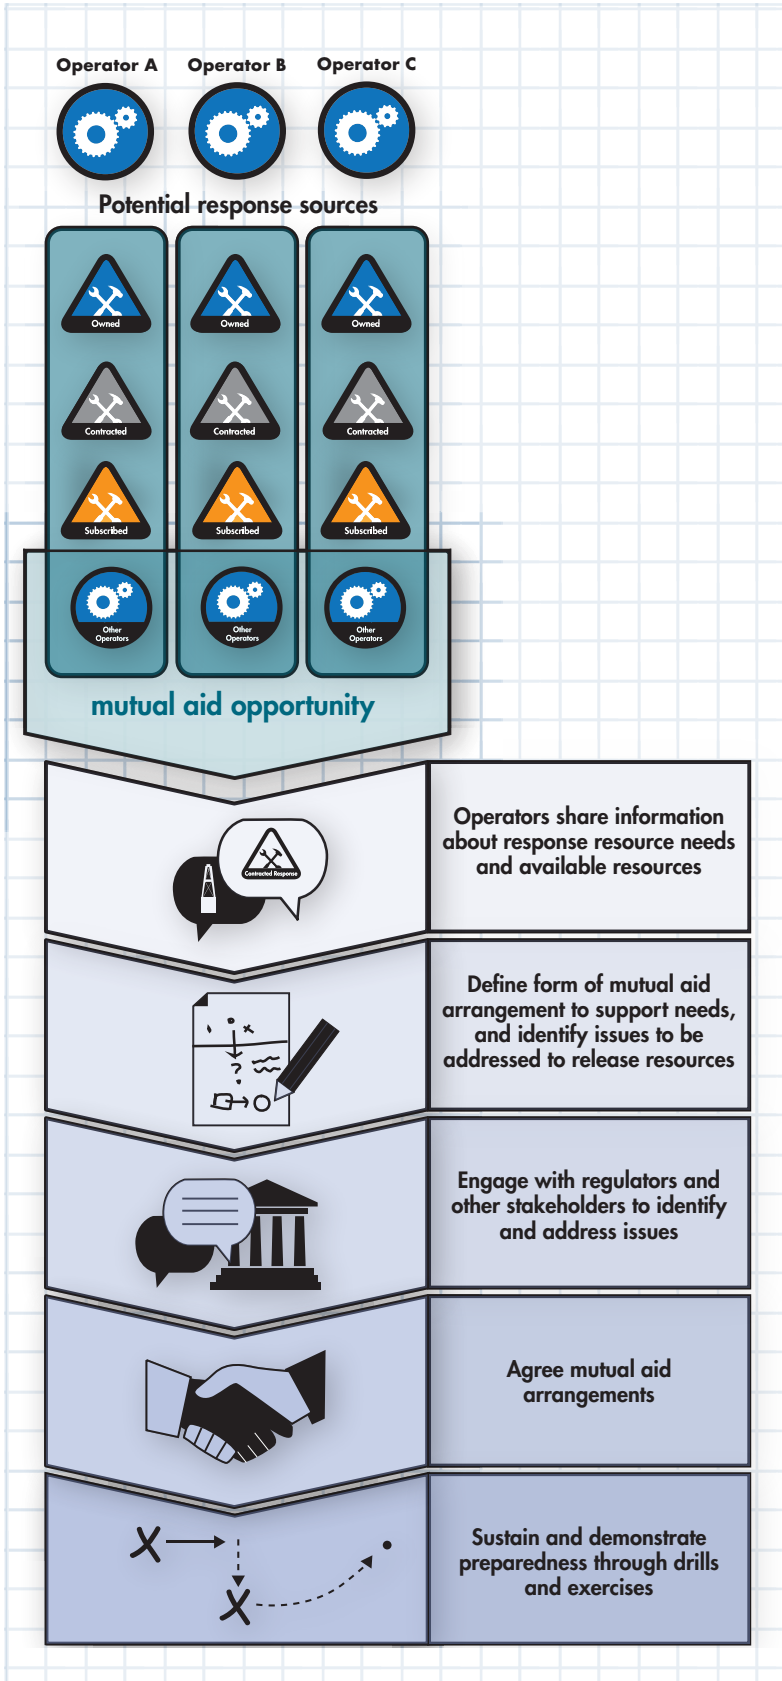 Operator A
Operator B
Operator C
Potential response sources
Owned
Owned
Owned
Contracted
Contracted
Contracted
Subscribed
Subscribed
Subscribed
Other
Operators
Other
Operators
Other
Operators
mutual aid opportunity
Contracted Response
Operators share information
about response resource needs
and available resources
?
Define form of mutual aid
arrangement to support needs,
and identify issues to be
addressed to release resources
Engage with regulators and
other stakeholders to identify
and address issues
Agree mutual aid
arrangements
Sustain and demonstrate
preparedness through drills
and exercises